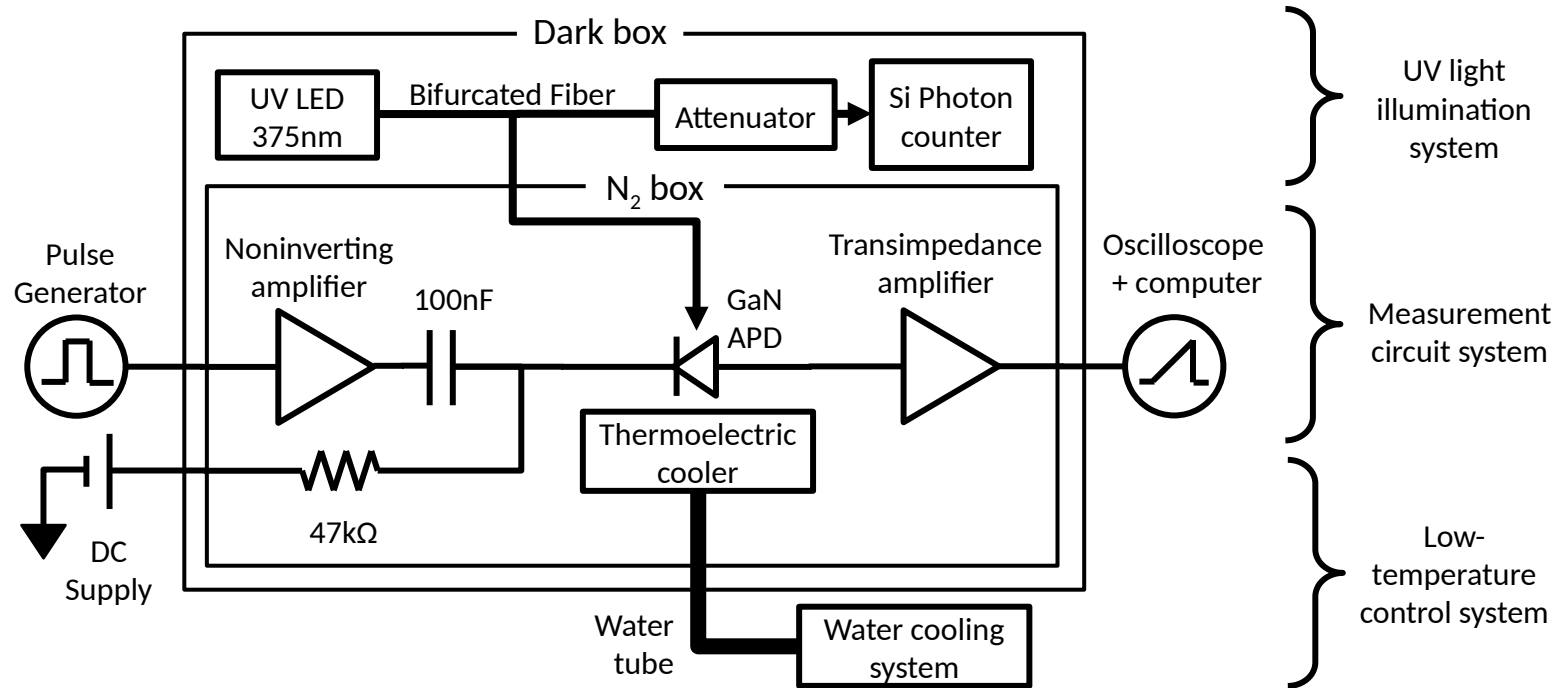 Dark box
UV LED
375nm
Bifurcated Fiber
Attenuator
Si Photon
counter
UV light
illumination
system
N2 box
Pulse
Generator
Noninverting
amplifier
100nF
GaN
APD
Transimpedance
amplifier
Oscilloscope
+ computer
Measurement
circuit system
Thermoelectric
cooler
47kΩ
DC
Supply
Low-
temperature
control system
Water
tube
Water cooling
system